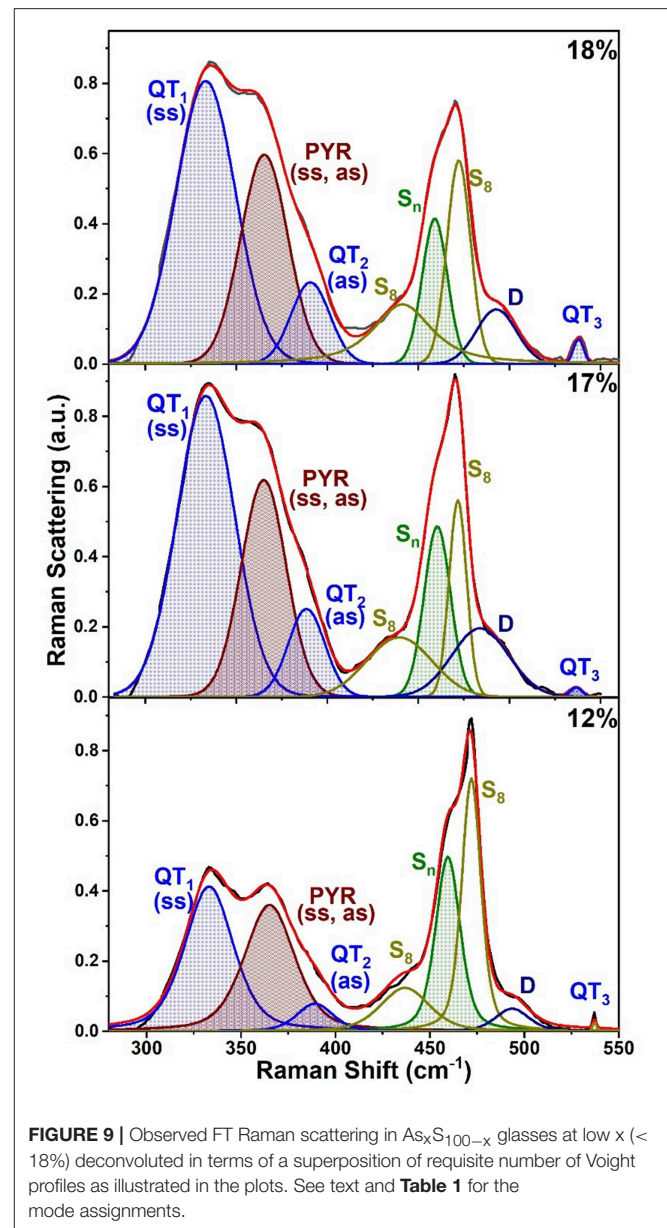 18%
0.8
0.6
0.4
0.2
0.0
QT₁
(ss)
PYR
(ss, as)
QT₂
(as)
S₈
Sₙ
S₈
D
QT₃
17%
0.8
0.6
0.4
0.2
0.0
QT₁
(ss)
PYR
(ss, as)
QT₂
(as)
S₈
Sₙ
S₈
D
QT₃
Raman Scattering (a.u.)
12%
0.8
0.6
0.4
0.2
0.0
QT₁
(ss)
PYR
(ss, as)
QT₂
(as)
S₈
Sₙ
S₈
D
QT₃
300 350 400 450 500 550
Raman Shift (cm⁻¹)
FIGURE 9 | Observed FT Raman scattering in AsₓS₁₀₀₋ₓ glasses at low x (<
18%) deconvoluted in terms of a superposition of requisite number of Voight
profiles as illustrated in the plots. See text and Table 1 for the
mode assignments.